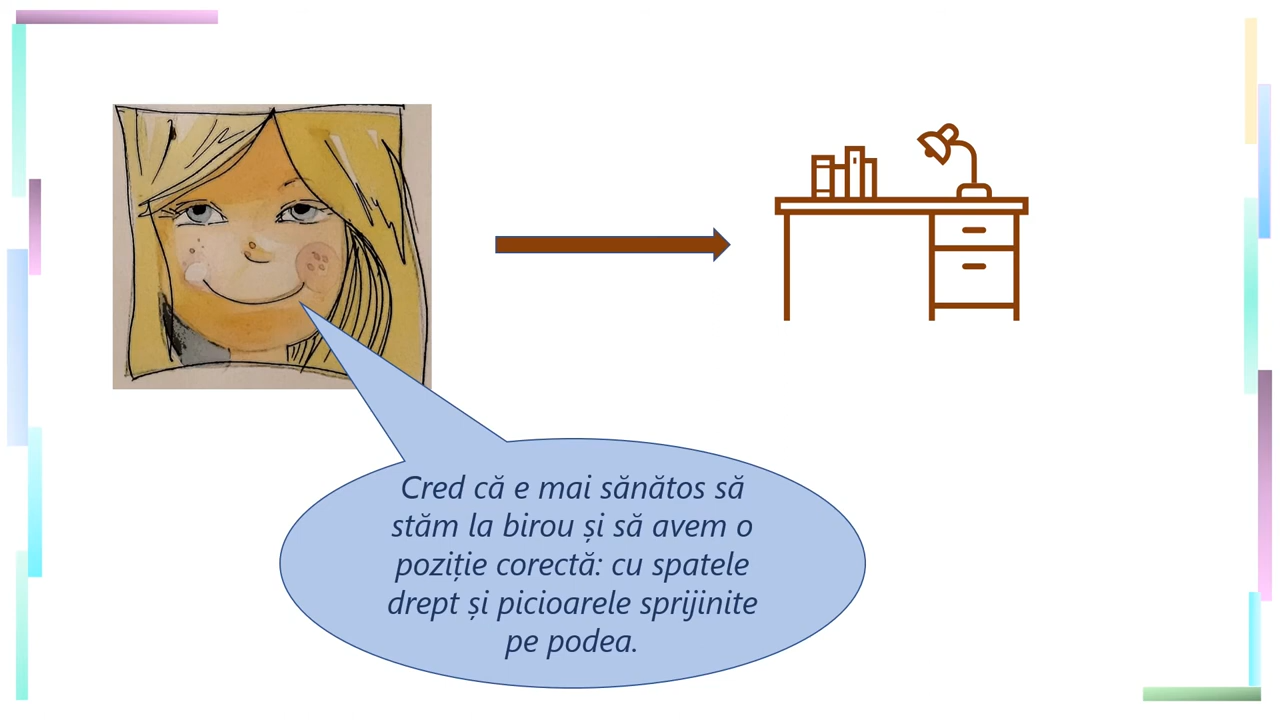 Cred că e mai sănătos să
stăm la birou și să avem o
poziție corectă: cu spatele
drept și picioarele sprijinite
pe podea.